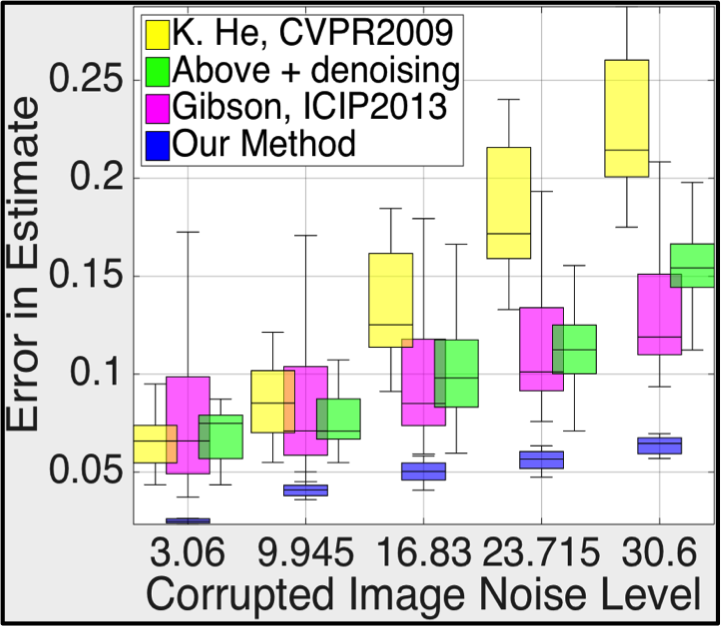 K. He, CVPR2009
Above + denoising
Gibson, ICIP2013
Our Method
Error in Estimate
0.25
0.2
0.15
0.1
0.05
3.06 9.945 16.83 23.715 30.6
Corrupted Image Noise Level